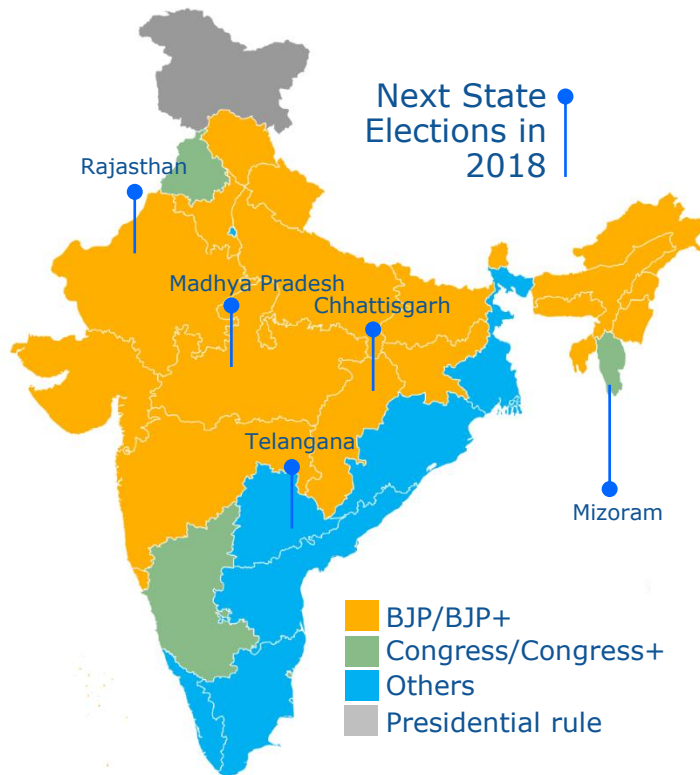 Next State
Elections in
2018
Rajasthan
Madhya Pradesh
Chhattisgarh
Telangana
Mizoram
BJP/BJP+
Congress/Congress+
Others
Presidential rule